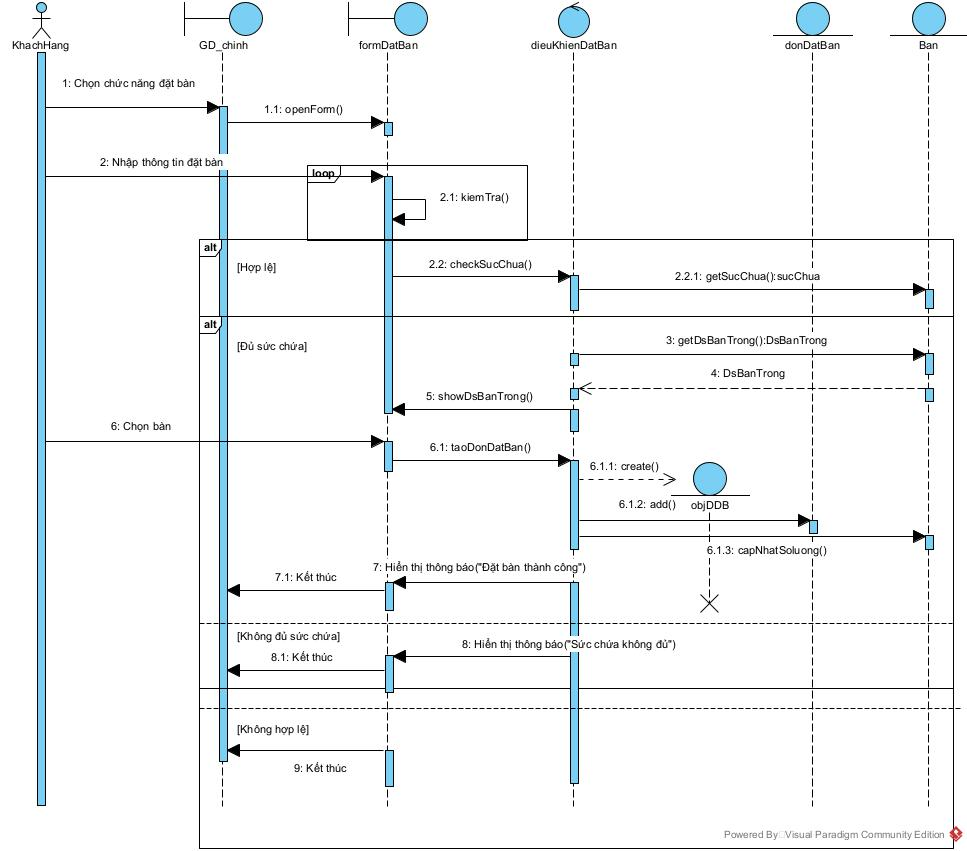 KhachHang
GD_chinh
formDatBan
dieuKhienDatBan
donDatBan
Ban
1: Chọn chức năng đặt bàn
1.1: openForm()
2: Nhập thông tin đặt bàn
loop
2.1: kiemTra()
alt
[Hợp lệ]
2.2: checkSucChua()
2.2.1: getSucChua():sucChua
alt
[Đủ sức chứa]
3: getDsBanTrong():DsBanTrong
4: DsBanTrong
5: showDsBanTrong()
6: Chọn bàn
6.1: taoDonDatBan()
6.1.1: create()
6.1.2: add()
objDDB
6.1.3: capNhatSoluong()
7: Hiển thị thông báo("Đặt bàn thành công")
7.1: Kết thúc
[Không đủ sức chứa]
8: Hiển thị thông báo("Sức chứa không đủ")
8.1: Kết thúc
[Không hợp lệ]
9: Kết thúc
Powered By Visual Paradigm Community Edition